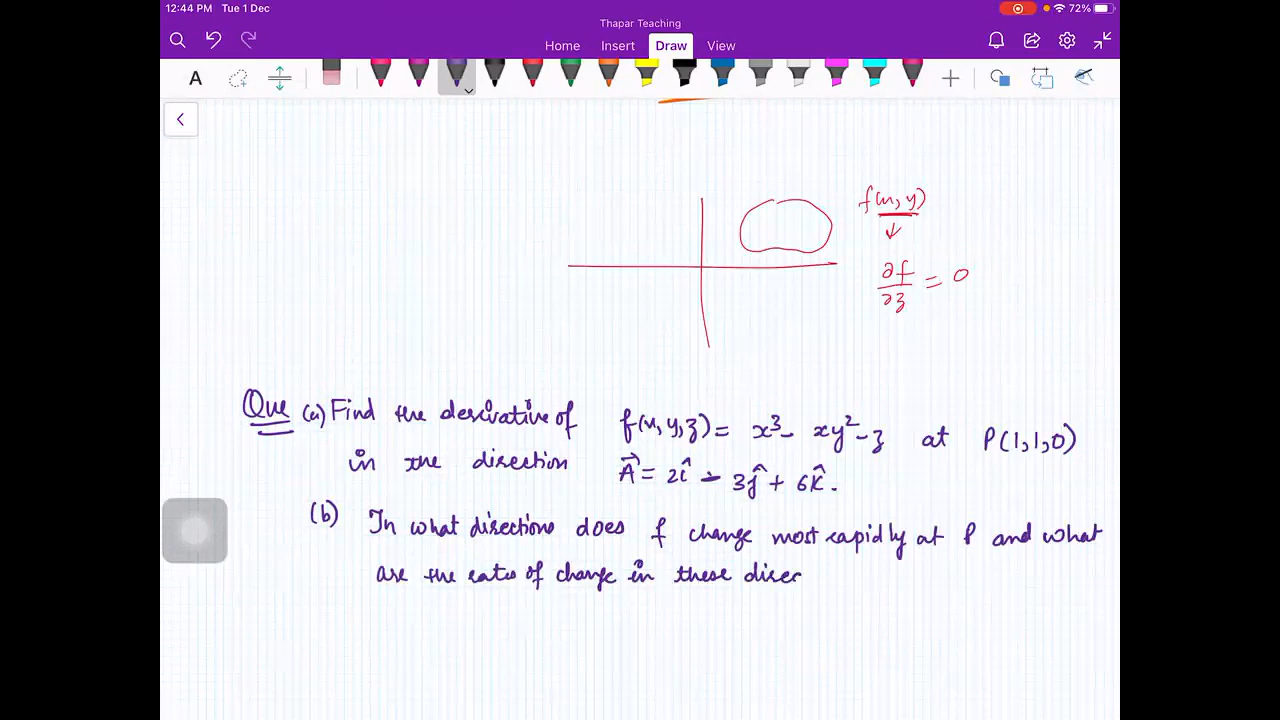 12:44 PM Tue 1 Dec
72%
Thapar Teaching
Home Insert Draw View
A
f(x, y)
↓
∂f/∂z = 0
Que (a) Find the derivative of f(x, y, z) = x³ - xy² - z at P(1,1,0)
in the direction A⃗ = 2î - 3ĵ + 6k̂.
(b) In what directions does f change most rapidly at P and what
are the rates of change in these direc